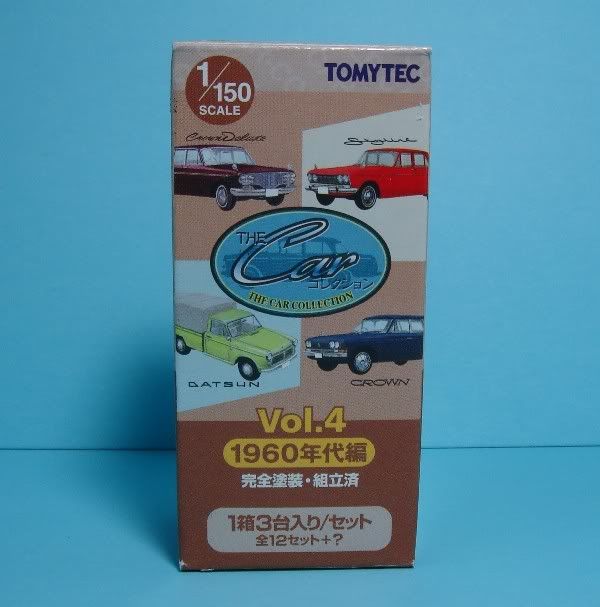 1/150
SCALE
TOMYTEC
Crown Deluxe
Skyline
THE
Car
コレクション
THE CAR COLLECTION
DATSUN
CROWN
Vol.4
1960年代編
完全塗装・組立済
1箱3台入り/セット
全12セット+?